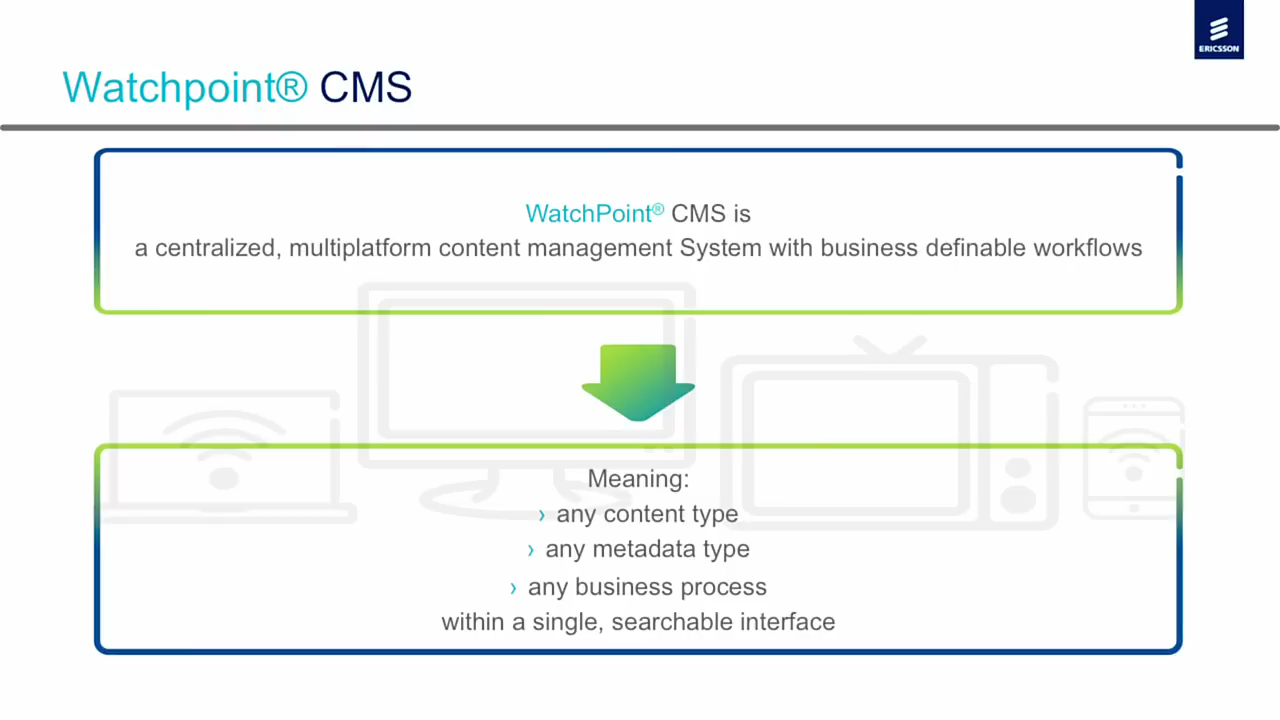 ERICSSON
Watchpoint® CMS
WatchPoint® CMS is
a centralized, multiplatform content management System with business definable workflows
Meaning:
› any content type
› any metadata type
› any business process
within a single, searchable interface